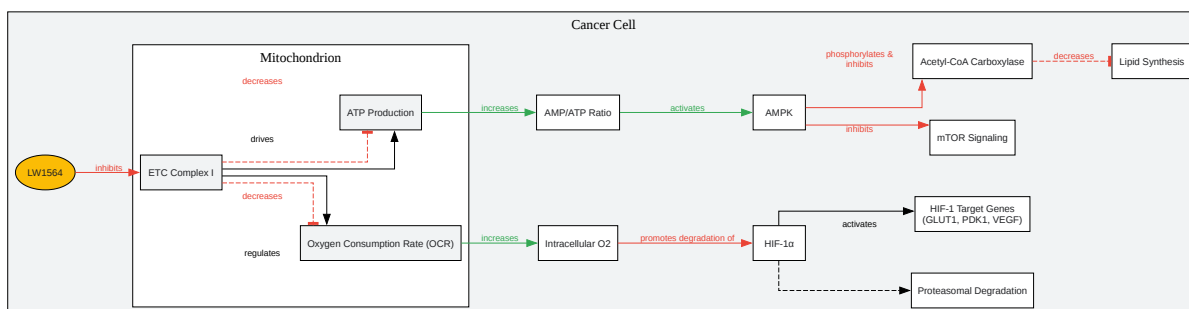 Cancer Cell
Mitochondrion
decreases
ATP Production
drives
LW1564
inhibits
ETC Complex I
decreases
regulates
Oxygen Consumption Rate (OCR)
increases
AMP/ATP Ratio
activates
AMPK
phosphorylates &
inhibits
Acetyl-CoA Carboxylase
decreases
Lipid Synthesis
inhibits
mTOR Signaling
increases
Intracellular O2
promotes degradation of
HIF-1α
activates
HIF-1 Target Genes
(GLUT1, PDK1, VEGF)
Proteasomal Degradation